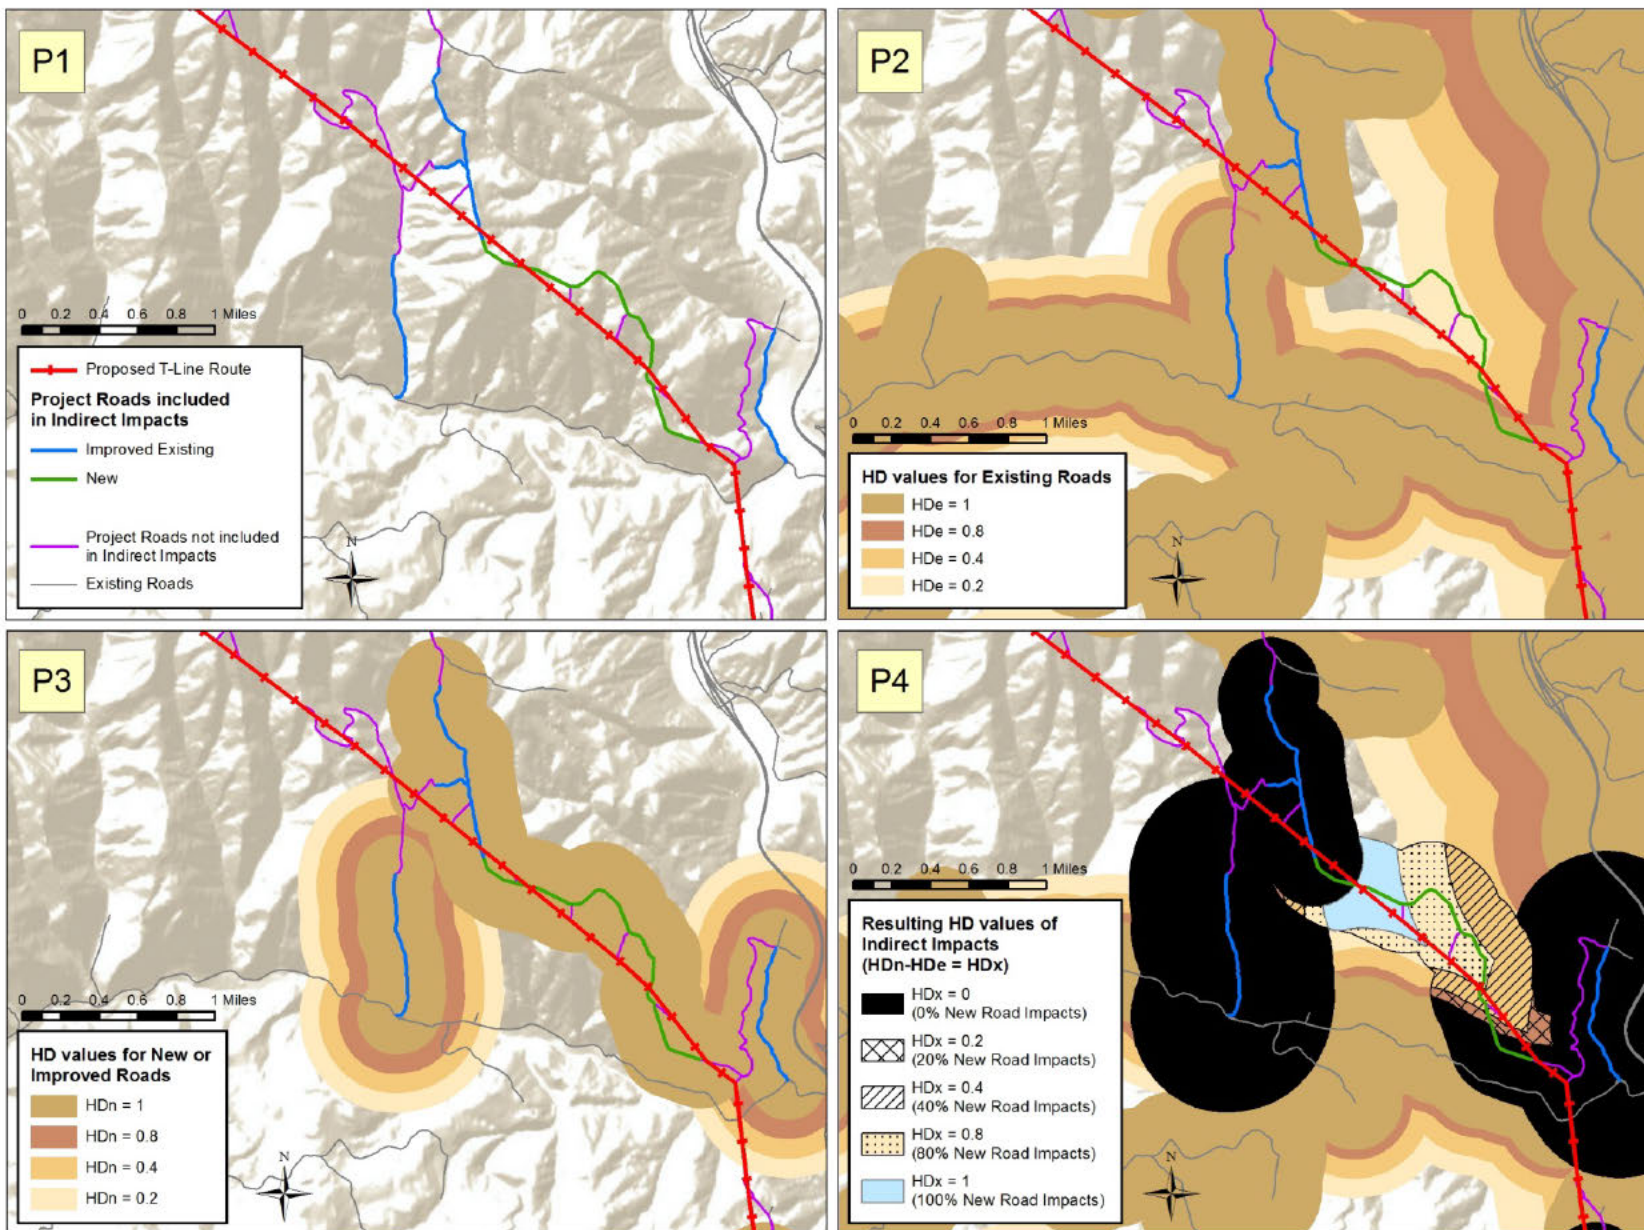 P1
0 0.2 0.4 0.6 0.8 1 Miles
Proposed T-Line Route
Project Roads included
in Indirect Impacts
Improved Existing
New
Project Roads not included
in Indirect Impacts
Existing Roads
N
P2
0 0.2 0.4 0.6 0.8 1 Miles
HD values for Existing Roads
HDe = 1
HDe = 0.8
HDe = 0.4
HDe = 0.2
N
P3
0 0.2 0.4 0.6 0.8 1 Miles
HD values for New or
Improved Roads
HDn = 1
HDn = 0.8
HDn = 0.4
HDn = 0.2
N
P4
0 0.2 0.4 0.6 0.8 1 Miles
Resulting HD values of
Indirect Impacts
(HDn-HDe = HDx)
HDx = 0
(0% New Road Impacts)
HDx = 0.2
(20% New Road Impacts)
HDx = 0.4
(40% New Road Impacts)
HDx = 0.8
(80% New Road Impacts)
HDx = 1
(100% New Road Impacts)
N